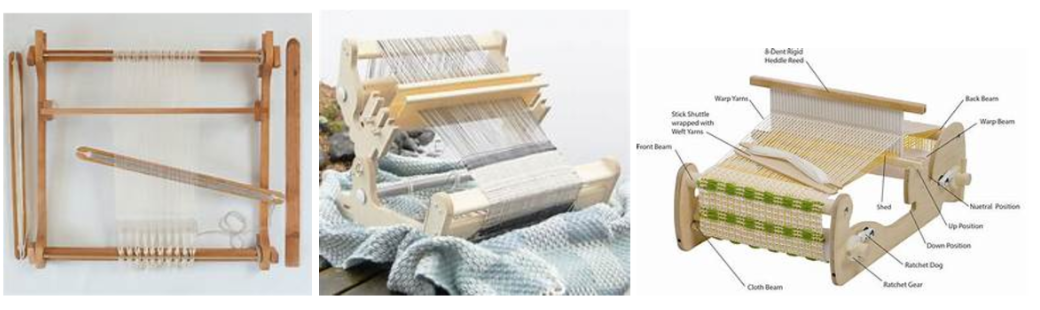 8-Dent Rigid
Heddle Reed
Warp Yarns
Back Beam
Stick Shuttle
wrapped with
Weft Yarns
Warp Beam
Front Beam
Shed
Nuetral Position
Up Position
Down Position
Ratchet Dog
Ratchet Gear
Cloth Beam